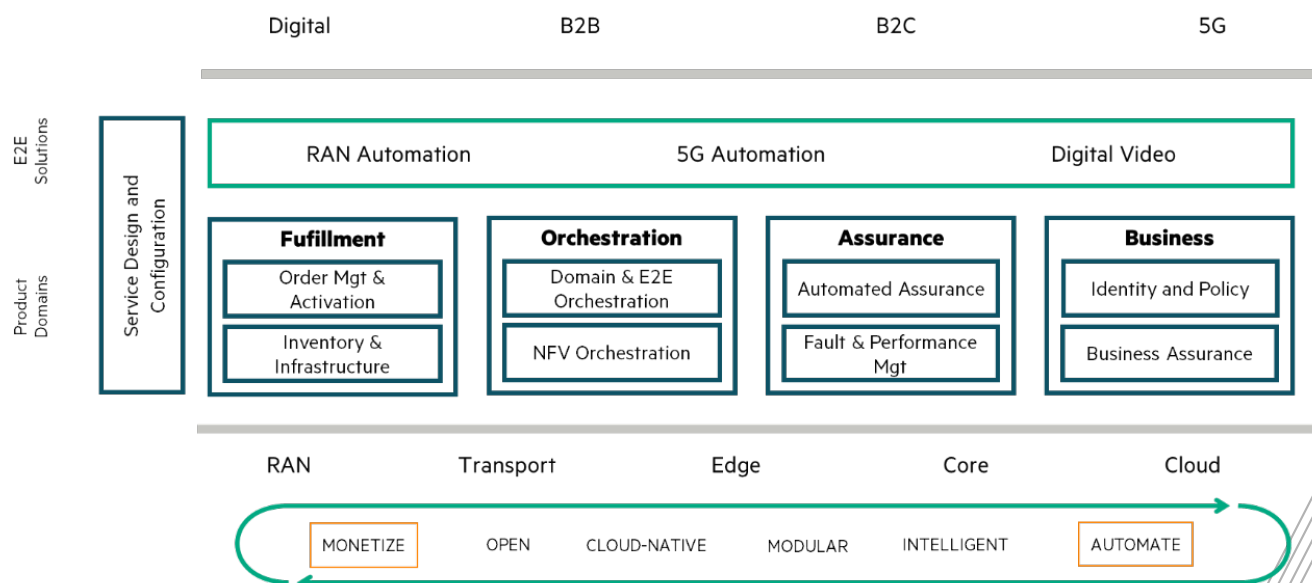 Digital B2B B2C 5G
E2E
Solutions
RAN Automation 5G Automation Digital Video
Service Design and
Configuration
Product
Domains
Fufillment
Order Mgt &
Activation
Inventory &
Infrastructure
Orchestration
Domain & E2E
Orchestration
NFV Orchestration
Assurance
Automated Assurance
Fault & Performance
Mgt
Business
Identity and Policy
Business Assurance
RAN Transport Edge Core Cloud
MONETIZE OPEN CLOUD-NATIVE MODULAR INTELLIGENT AUTOMATE